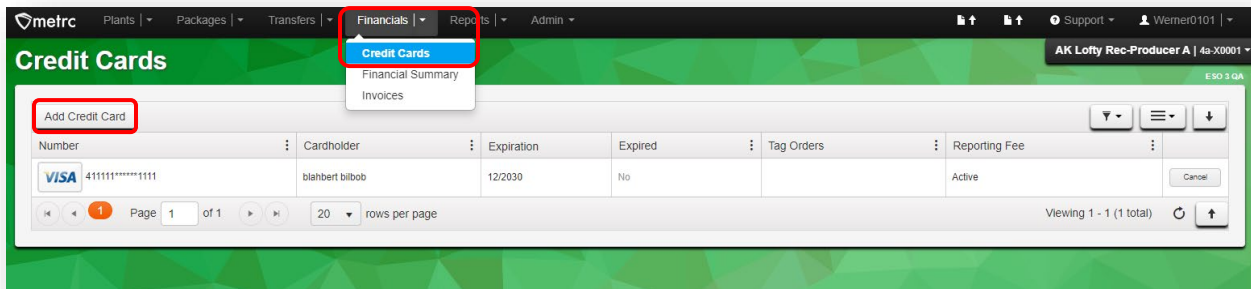 metrc Plants Packages Transfers Financials Reports Admin Support Werner0101
Credit Cards
AK Lofty Rec-Producer A | 4a-X0001
Credit Cards
Financial Summary
ESO 3 QA
Invoices
Add Credit Card
Number Cardholder Expiration Expired Tag Orders Reporting Fee
VISA 411111******1111 blahbert bilbob 12/2030 No Active Cancel
1 Page 1 of 1 20 rows per page Viewing 1 - 1 (1 total)